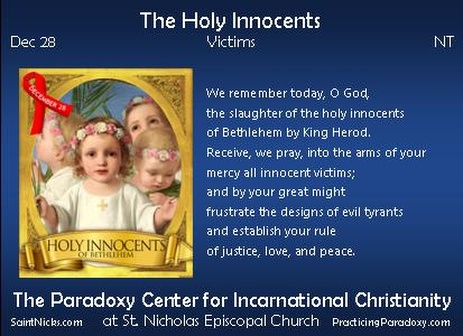 The Holy Innocents
Dec 28 Victims NT
DECEMBER 28
We remember today, O God,
the slaughter of the holy innocents
of Bethlehem by King Herod.
Receive, we pray, into the arms of your
mercy all innocent victims;
and by your great might
frustrate the designs of evil tyrants
and establish your rule
of justice, love, and peace.
HOLY INNOCENTS
OF BETHLEHEM
The Paradoxy Center for Incarnational Christianity
SaintNicks.com at St. Nicholas Episcopal Church PracticingParadoxy.com